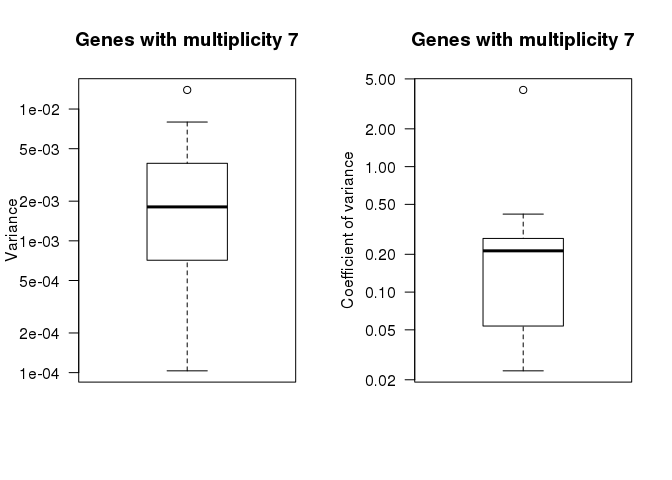 Genes with multiplicity 7
Variance
1e-02
5e-03
2e-03
1e-03
5e-04
2e-04
1e-04
Genes with multiplicity 7
Coefficient of variance
5.00
2.00
1.00
0.50
0.20
0.10
0.05
0.02